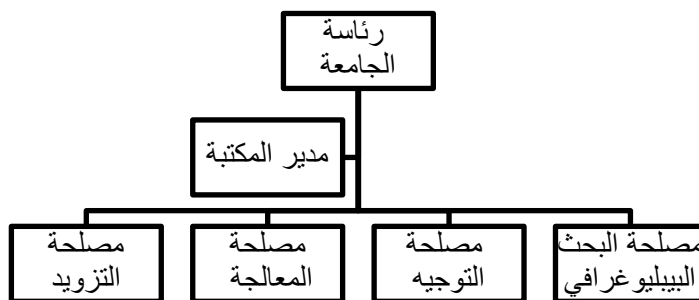 رئاسة
الجامعة
مدير المكتبة
مصلحة البحث
البيبليوغرافي
مصلحة
التوجيه
مصلحة
المعالجة
مصلحة
التزويد